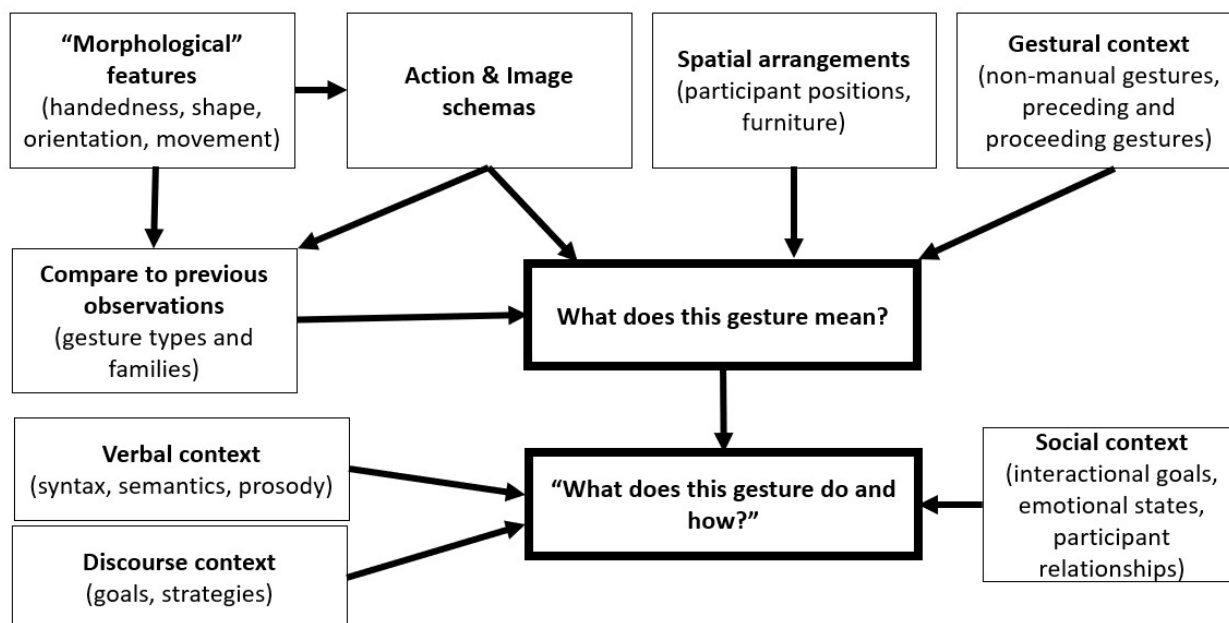 “Morphological”
features
(handedness, shape,
orientation, movement)
Action & Image
schemas
Spatial arrangements
(participant positions,
furniture)
Gestural context
(non-manual gestures,
preceding and
proceeding gestures)
Compare to previous
observations
(gesture types and
families)
What does this gesture mean?
Verbal context
(syntax, semantics, prosody)
“What does this gesture do and
how?”
Social context
(interactional goals,
emotional states,
participant
relationships)
Discourse context
(goals, strategies)